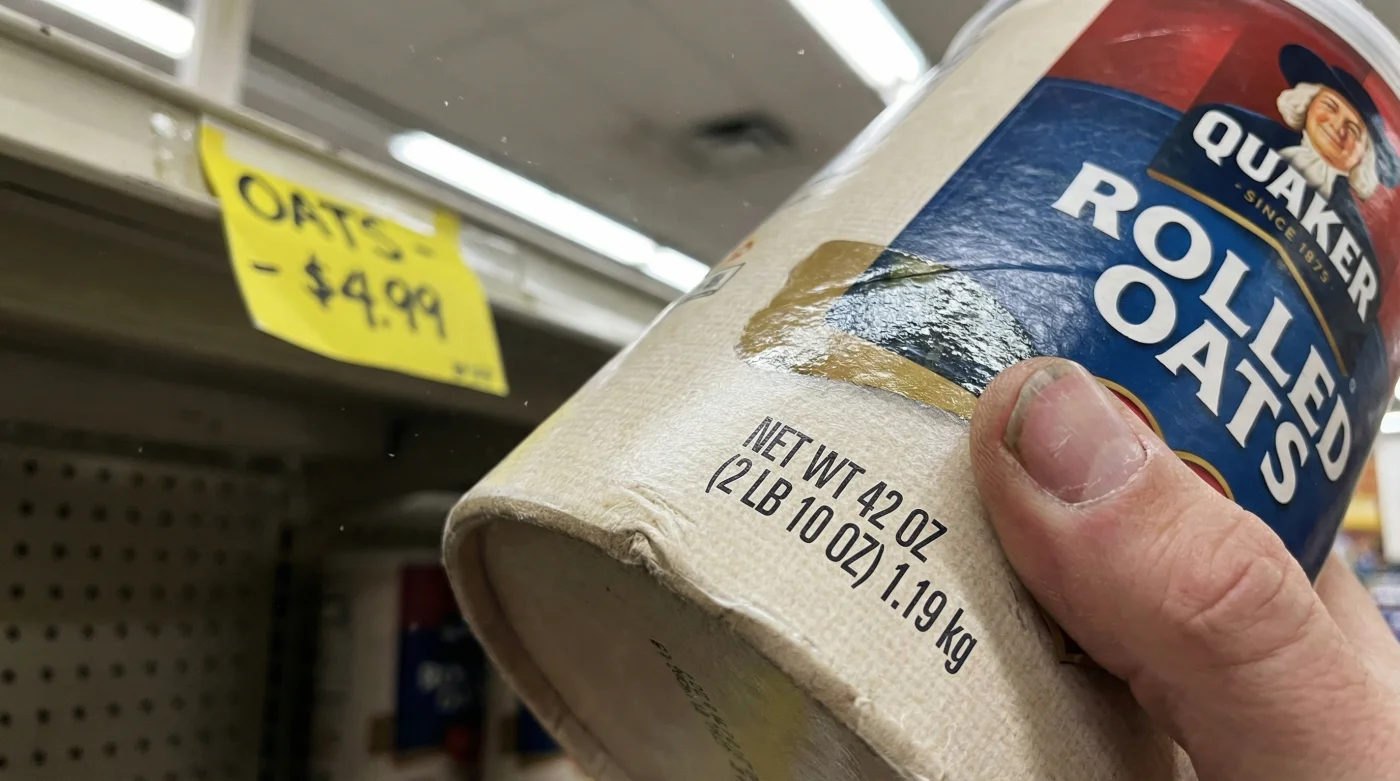 OATS-
- $4.99
QUAKER
· SINCE 1875 ·
ROLLED
OATS
NET WT 42 OZ
(2 LB 10 OZ) 1.19 kg